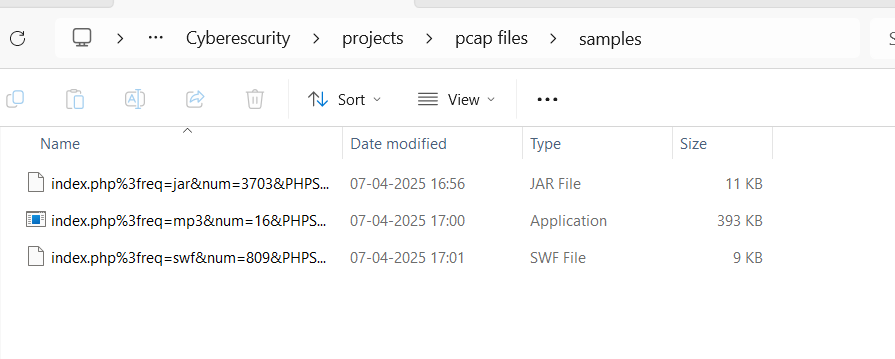 ··· Cyberescurity projects pcap files samples
Sort View ···
Name Date modified Type Size
index.php%3freq=jar&num=3703&PHPS... 07-04-2025 16:56 JAR File 11 KB
index.php%3freq=mp3&num=16&PHPS... 07-04-2025 17:00 Application 393 KB
index.php%3freq=swf&num=809&PHPS... 07-04-2025 17:01 SWF File 9 KB